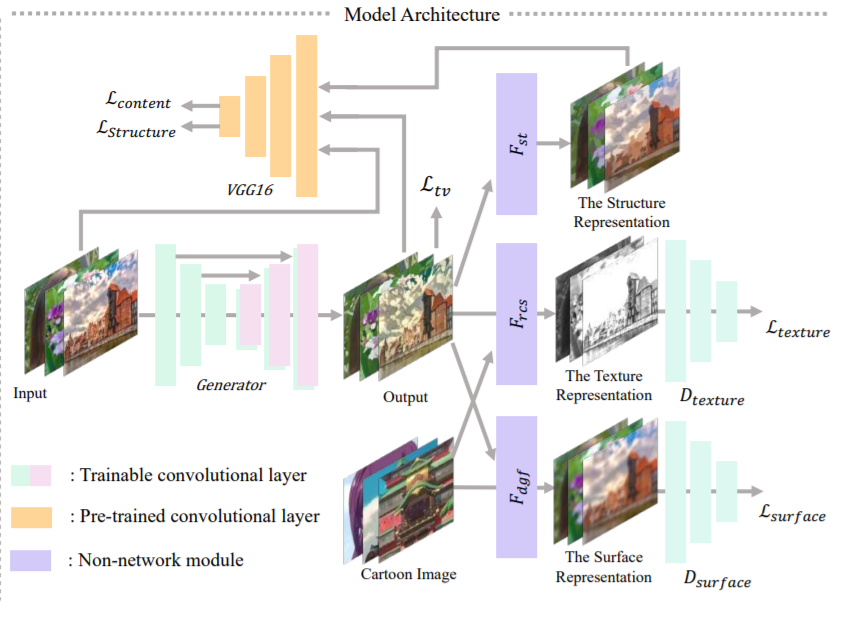 Model Architecture
ℒcontent
ℒStructure
VGG16
ℒtv
Fst
The Structure
Representation
Input
Generator
Output
Frcs
The Texture
Representation
Dtexture
ℒtexture
: Trainable convolutional layer
: Pre-trained convolutional layer
: Non-network module
Cartoon Image
Fdgf
The Surface
Representation
Dsurface
ℒsurface